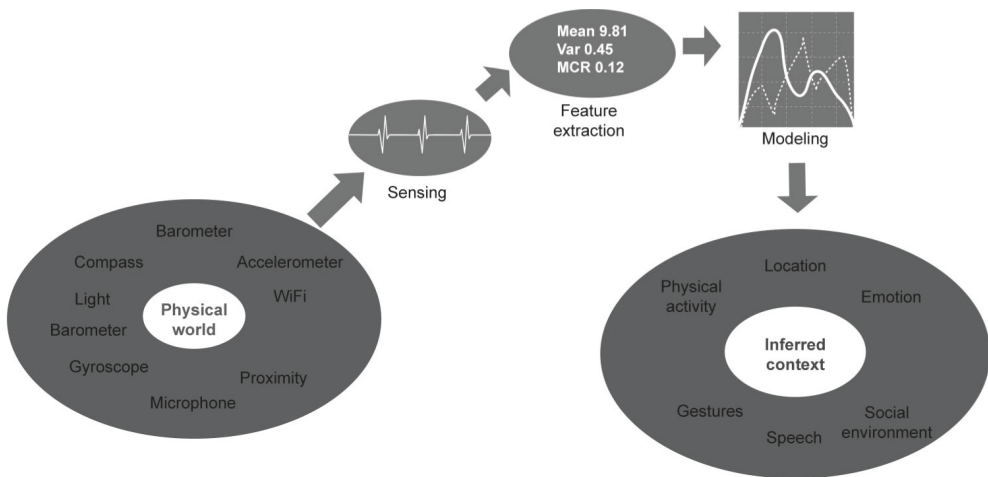 Mean 9.81
Var 0.45
MCR 0.12
Feature
extraction
Modeling
Sensing
Barometer
Compass
Accelerometer
Light
WiFi
Physical
world
Barometer
Gyroscope
Proximity
Microphone
Location
Physical
activity
Emotion
Inferred
context
Gestures
Social
environment
Speech